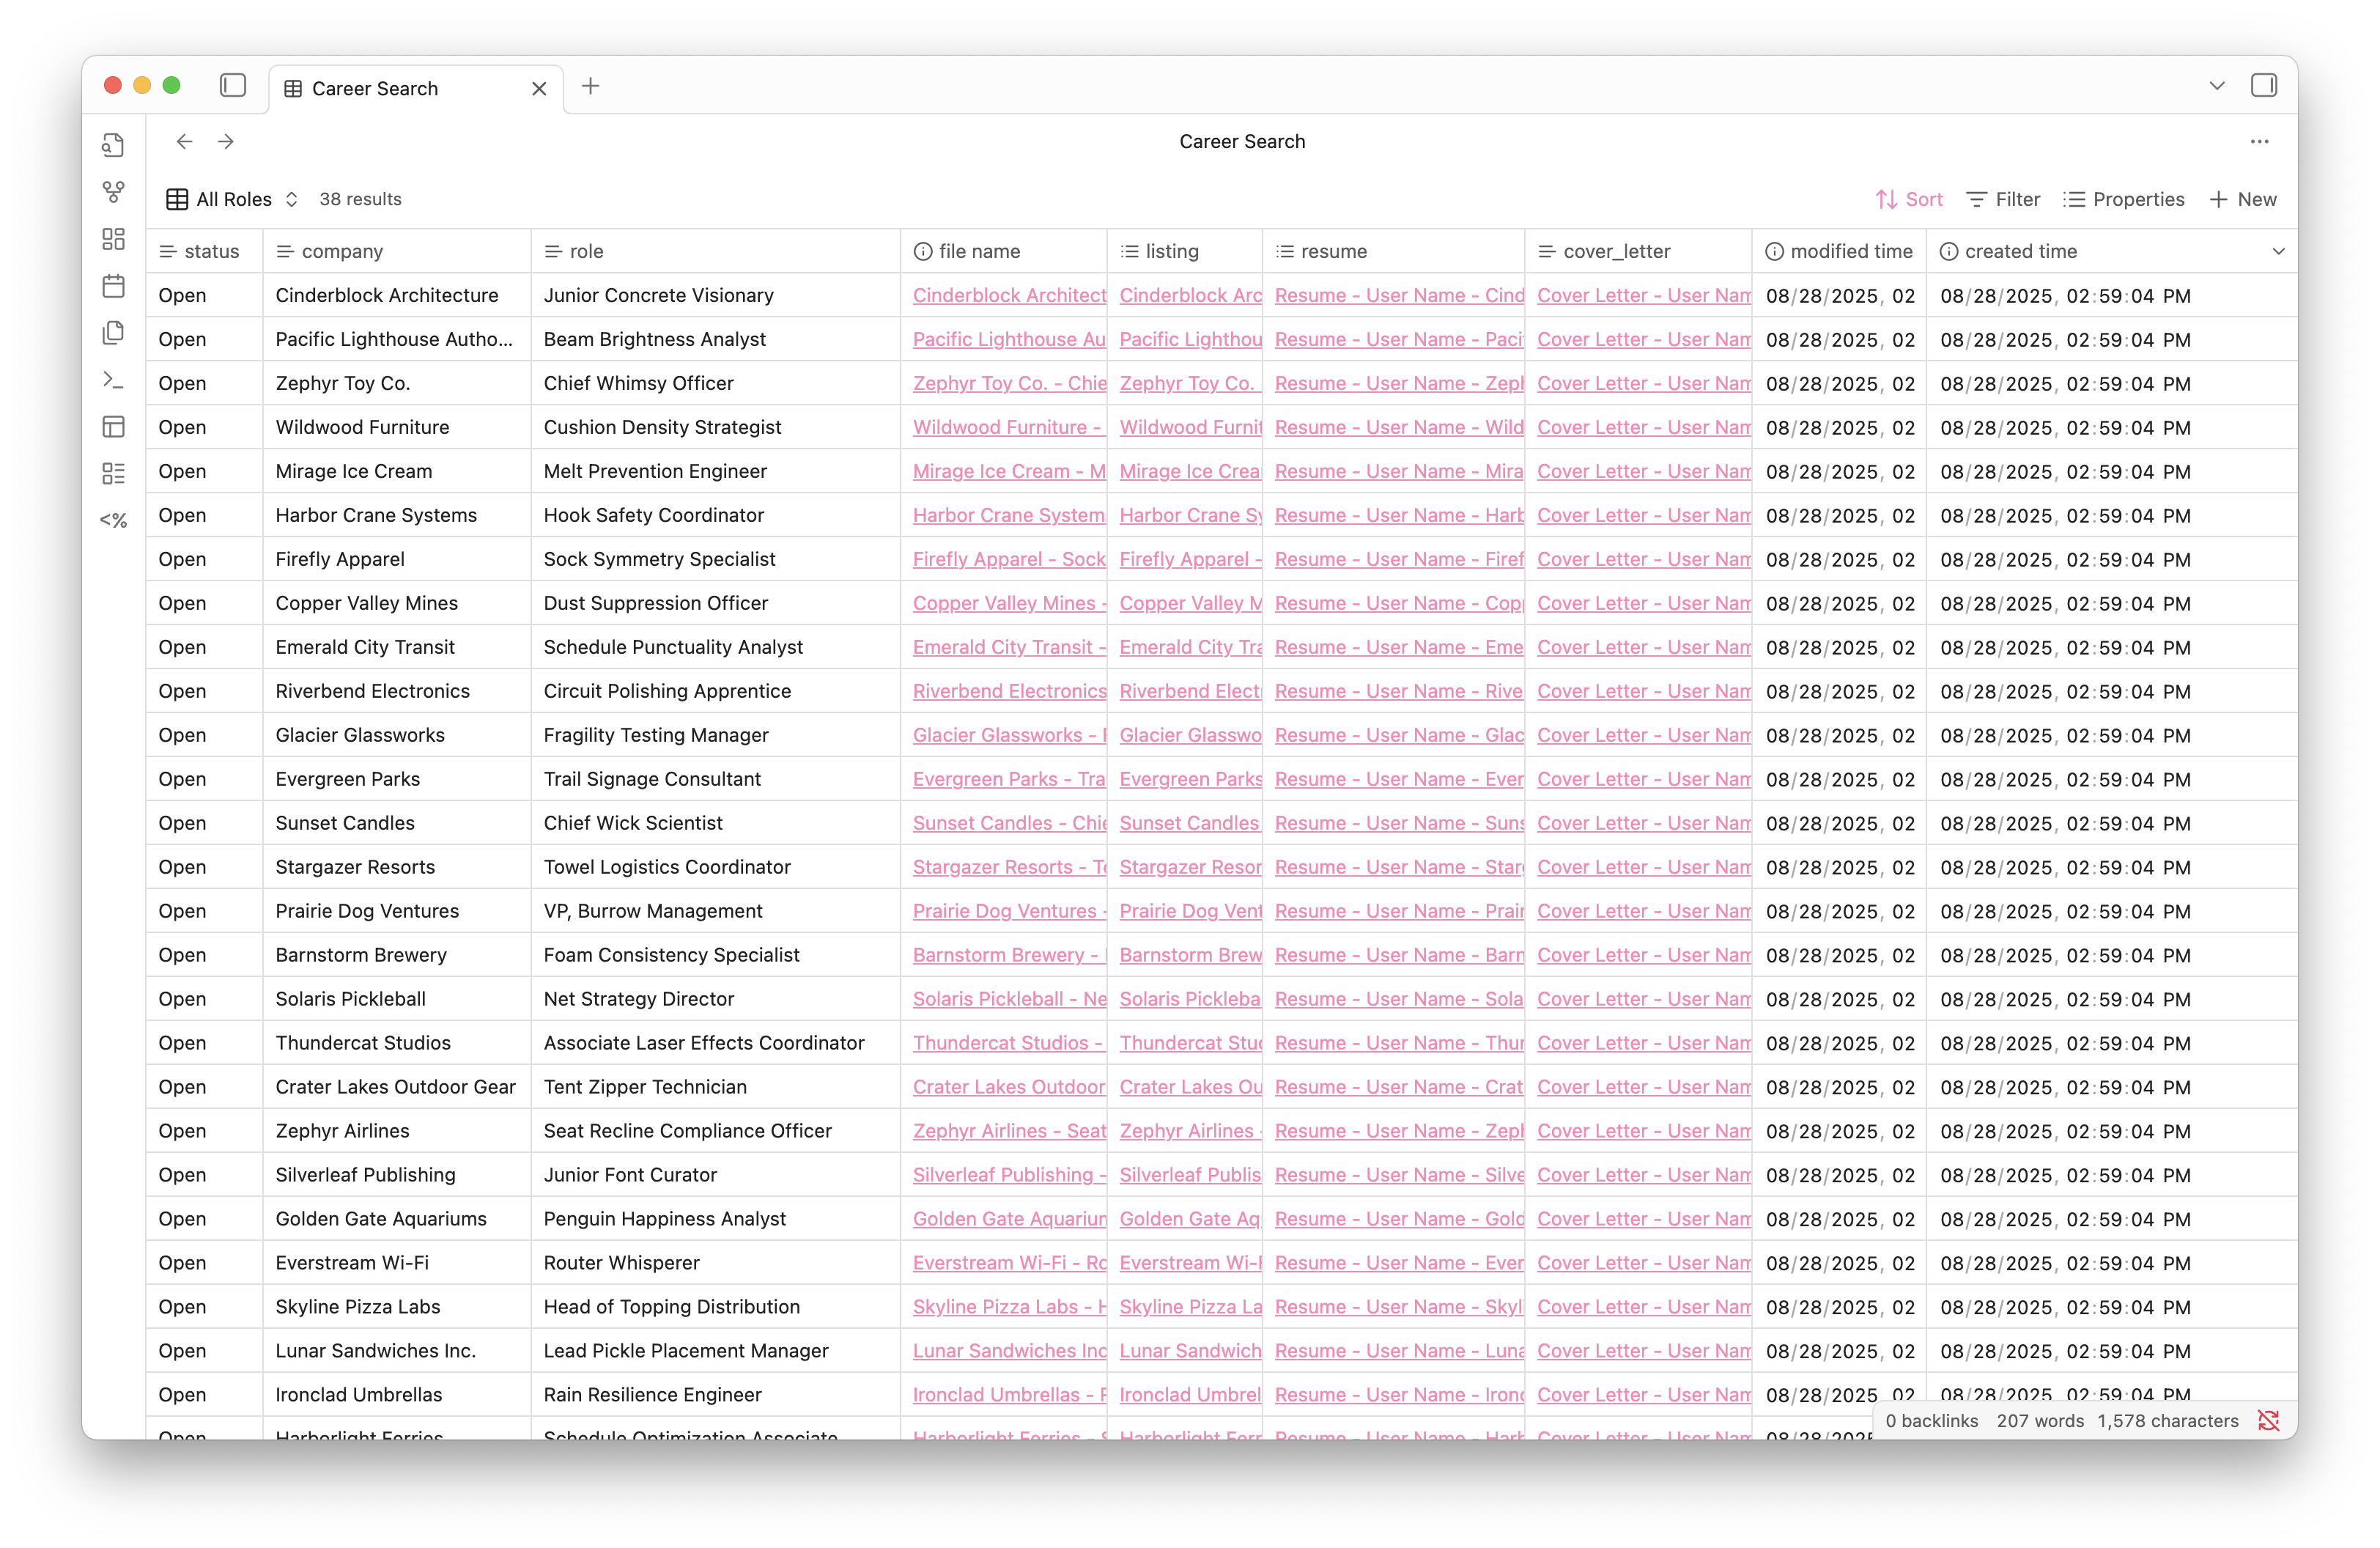 Career Search
Career Search
All Roles 38 results Sort Filter Properties New
status company role file name listing resume cover_letter modified time created time
Open Cinderblock Architecture Junior Concrete Visionary Cinderblock Architect Cinderblock Arc Resume - User Name - Cind Cover Letter - User Nam 08/28/2025, 02 08/28/2025, 02:59:04 PM
Open Pacific Lighthouse Autho... Beam Brightness Analyst Pacific Lighthouse Au Pacific Lighthou Resume - User Name - Paci Cover Letter - User Nam 08/28/2025, 02 08/28/2025, 02:59:04 PM
Open Zephyr Toy Co. Chief Whimsy Officer Zephyr Toy Co. - Chie Zephyr Toy Co. Resume - User Name - Zeph Cover Letter - User Nam 08/28/2025, 02 08/28/2025, 02:59:04 PM
Open Wildwood Furniture Cushion Density Strategist Wildwood Furniture - Wildwood Furnit Resume - User Name - Wild Cover Letter - User Nam 08/28/2025, 02 08/28/2025, 02:59:04 PM
Open Mirage Ice Cream Melt Prevention Engineer Mirage Ice Cream - M Mirage Ice Crea Resume - User Name - Mira Cover Letter - User Nam 08/28/2025, 02 08/28/2025, 02:59:04 PM
Open Harbor Crane Systems Hook Safety Coordinator Harbor Crane System Harbor Crane Sy Resume - User Name - Harb Cover Letter - User Nam 08/28/2025, 02 08/28/2025, 02:59:04 PM
Open Firefly Apparel Sock Symmetry Specialist Firefly Apparel - Sock Firefly Apparel - Resume - User Name - Firef Cover Letter - User Nam 08/28/2025, 02 08/28/2025, 02:59:04 PM
Open Copper Valley Mines Dust Suppression Officer Copper Valley Mines - Copper Valley M Resume - User Name - Copp Cover Letter - User Nam 08/28/2025, 02 08/28/2025, 02:59:04 PM
Open Emerald City Transit Schedule Punctuality Analyst Emerald City Transit - Emerald City Tra Resume - User Name - Eme Cover Letter - User Nam 08/28/2025, 02 08/28/2025, 02:59:04 PM
Open Riverbend Electronics Circuit Polishing Apprentice Riverbend Electronics Riverbend Elect Resume - User Name - Rive Cover Letter - User Nam 08/28/2025, 02 08/28/2025, 02:59:04 PM
Open Glacier Glassworks Fragility Testing Manager Glacier Glassworks - F Glacier Glasswo Resume - User Name - Glac Cover Letter - User Nam 08/28/2025, 02 08/28/2025, 02:59:04 PM
Open Evergreen Parks Trail Signage Consultant Evergreen Parks - Tra Evergreen Parks Resume - User Name - Ever Cover Letter - User Nam 08/28/2025, 02 08/28/2025, 02:59:04 PM
Open Sunset Candles Chief Wick Scientist Sunset Candles - Chie Sunset Candles Resume - User Name - Suns Cover Letter - User Nam 08/28/2025, 02 08/28/2025, 02:59:04 PM
Open Stargazer Resorts Towel Logistics Coordinator Stargazer Resorts - To Stargazer Resor Resume - User Name - Starg Cover Letter - User Nam 08/28/2025, 02 08/28/2025, 02:59:04 PM
Open Prairie Dog Ventures VP, Burrow Management Prairie Dog Ventures - Prairie Dog Vent Resume - User Name - Prair Cover Letter - User Nam 08/28/2025, 02 08/28/2025, 02:59:04 PM
Open Barnstorm Brewery Foam Consistency Specialist Barnstorm Brewery - Barnstorm Brew Resume - User Name - Barn Cover Letter - User Nam 08/28/2025, 02 08/28/2025, 02:59:04 PM
Open Solaris Pickleball Net Strategy Director Solaris Pickleball - Ne Solaris Pickleba Resume - User Name - Sola Cover Letter - User Nam 08/28/2025, 02 08/28/2025, 02:59:04 PM
Open Thundercat Studios Associate Laser Effects Coordinator Thundercat Studios - Thundercat Stud Resume - User Name - Thun Cover Letter - User Nam 08/28/2025, 02 08/28/2025, 02:59:04 PM
Open Crater Lakes Outdoor Gear Tent Zipper Technician Crater Lakes Outdoor Crater Lakes Ou Resume - User Name - Crat Cover Letter - User Nam 08/28/2025, 02 08/28/2025, 02:59:04 PM
Open Zephyr Airlines Seat Recline Compliance Officer Zephyr Airlines - Seat Zephyr Airlines - Resume - User Name - Zeph Cover Letter - User Nam 08/28/2025, 02 08/28/2025, 02:59:04 PM
Open Silverleaf Publishing Junior Font Curator Silverleaf Publishing - Silverleaf Publis Resume - User Name - Silve Cover Letter - User Nam 08/28/2025, 02 08/28/2025, 02:59:04 PM
Open Golden Gate Aquariums Penguin Happiness Analyst Golden Gate Aquarium Golden Gate Aq Resume - User Name - Gold Cover Letter - User Nam 08/28/2025, 02 08/28/2025, 02:59:04 PM
Open Everstream Wi-Fi Router Whisperer Everstream Wi-Fi - Ro Everstream Wi-F Resume - User Name - Ever Cover Letter - User Nam 08/28/2025, 02 08/28/2025, 02:59:04 PM
Open Skyline Pizza Labs Head of Topping Distribution Skyline Pizza Labs - H Skyline Pizza La Resume - User Name - Skyl Cover Letter - User Nam 08/28/2025, 02 08/28/2025, 02:59:04 PM
Open Lunar Sandwiches Inc. Lead Pickle Placement Manager Lunar Sandwiches Inc Lunar Sandwich Resume - User Name - Luna Cover Letter - User Nam 08/28/2025, 02 08/28/2025, 02:59:04 PM
Open Ironclad Umbrellas Rain Resilience Engineer Ironclad Umbrellas - R Ironclad Umbrel Resume - User Name - Ironc Cover Letter - User Nam 08/28/2025, 02 08/28/2025, 02:59:04 PM
Open Harborlight Ferries Schedule Optimization Associate Harborlight Ferries - S Harborlight Ferr Resume - User Name - Harb Cover Letter - User Nam 08/28/2025
0 backlinks 207 words 1,578 characters